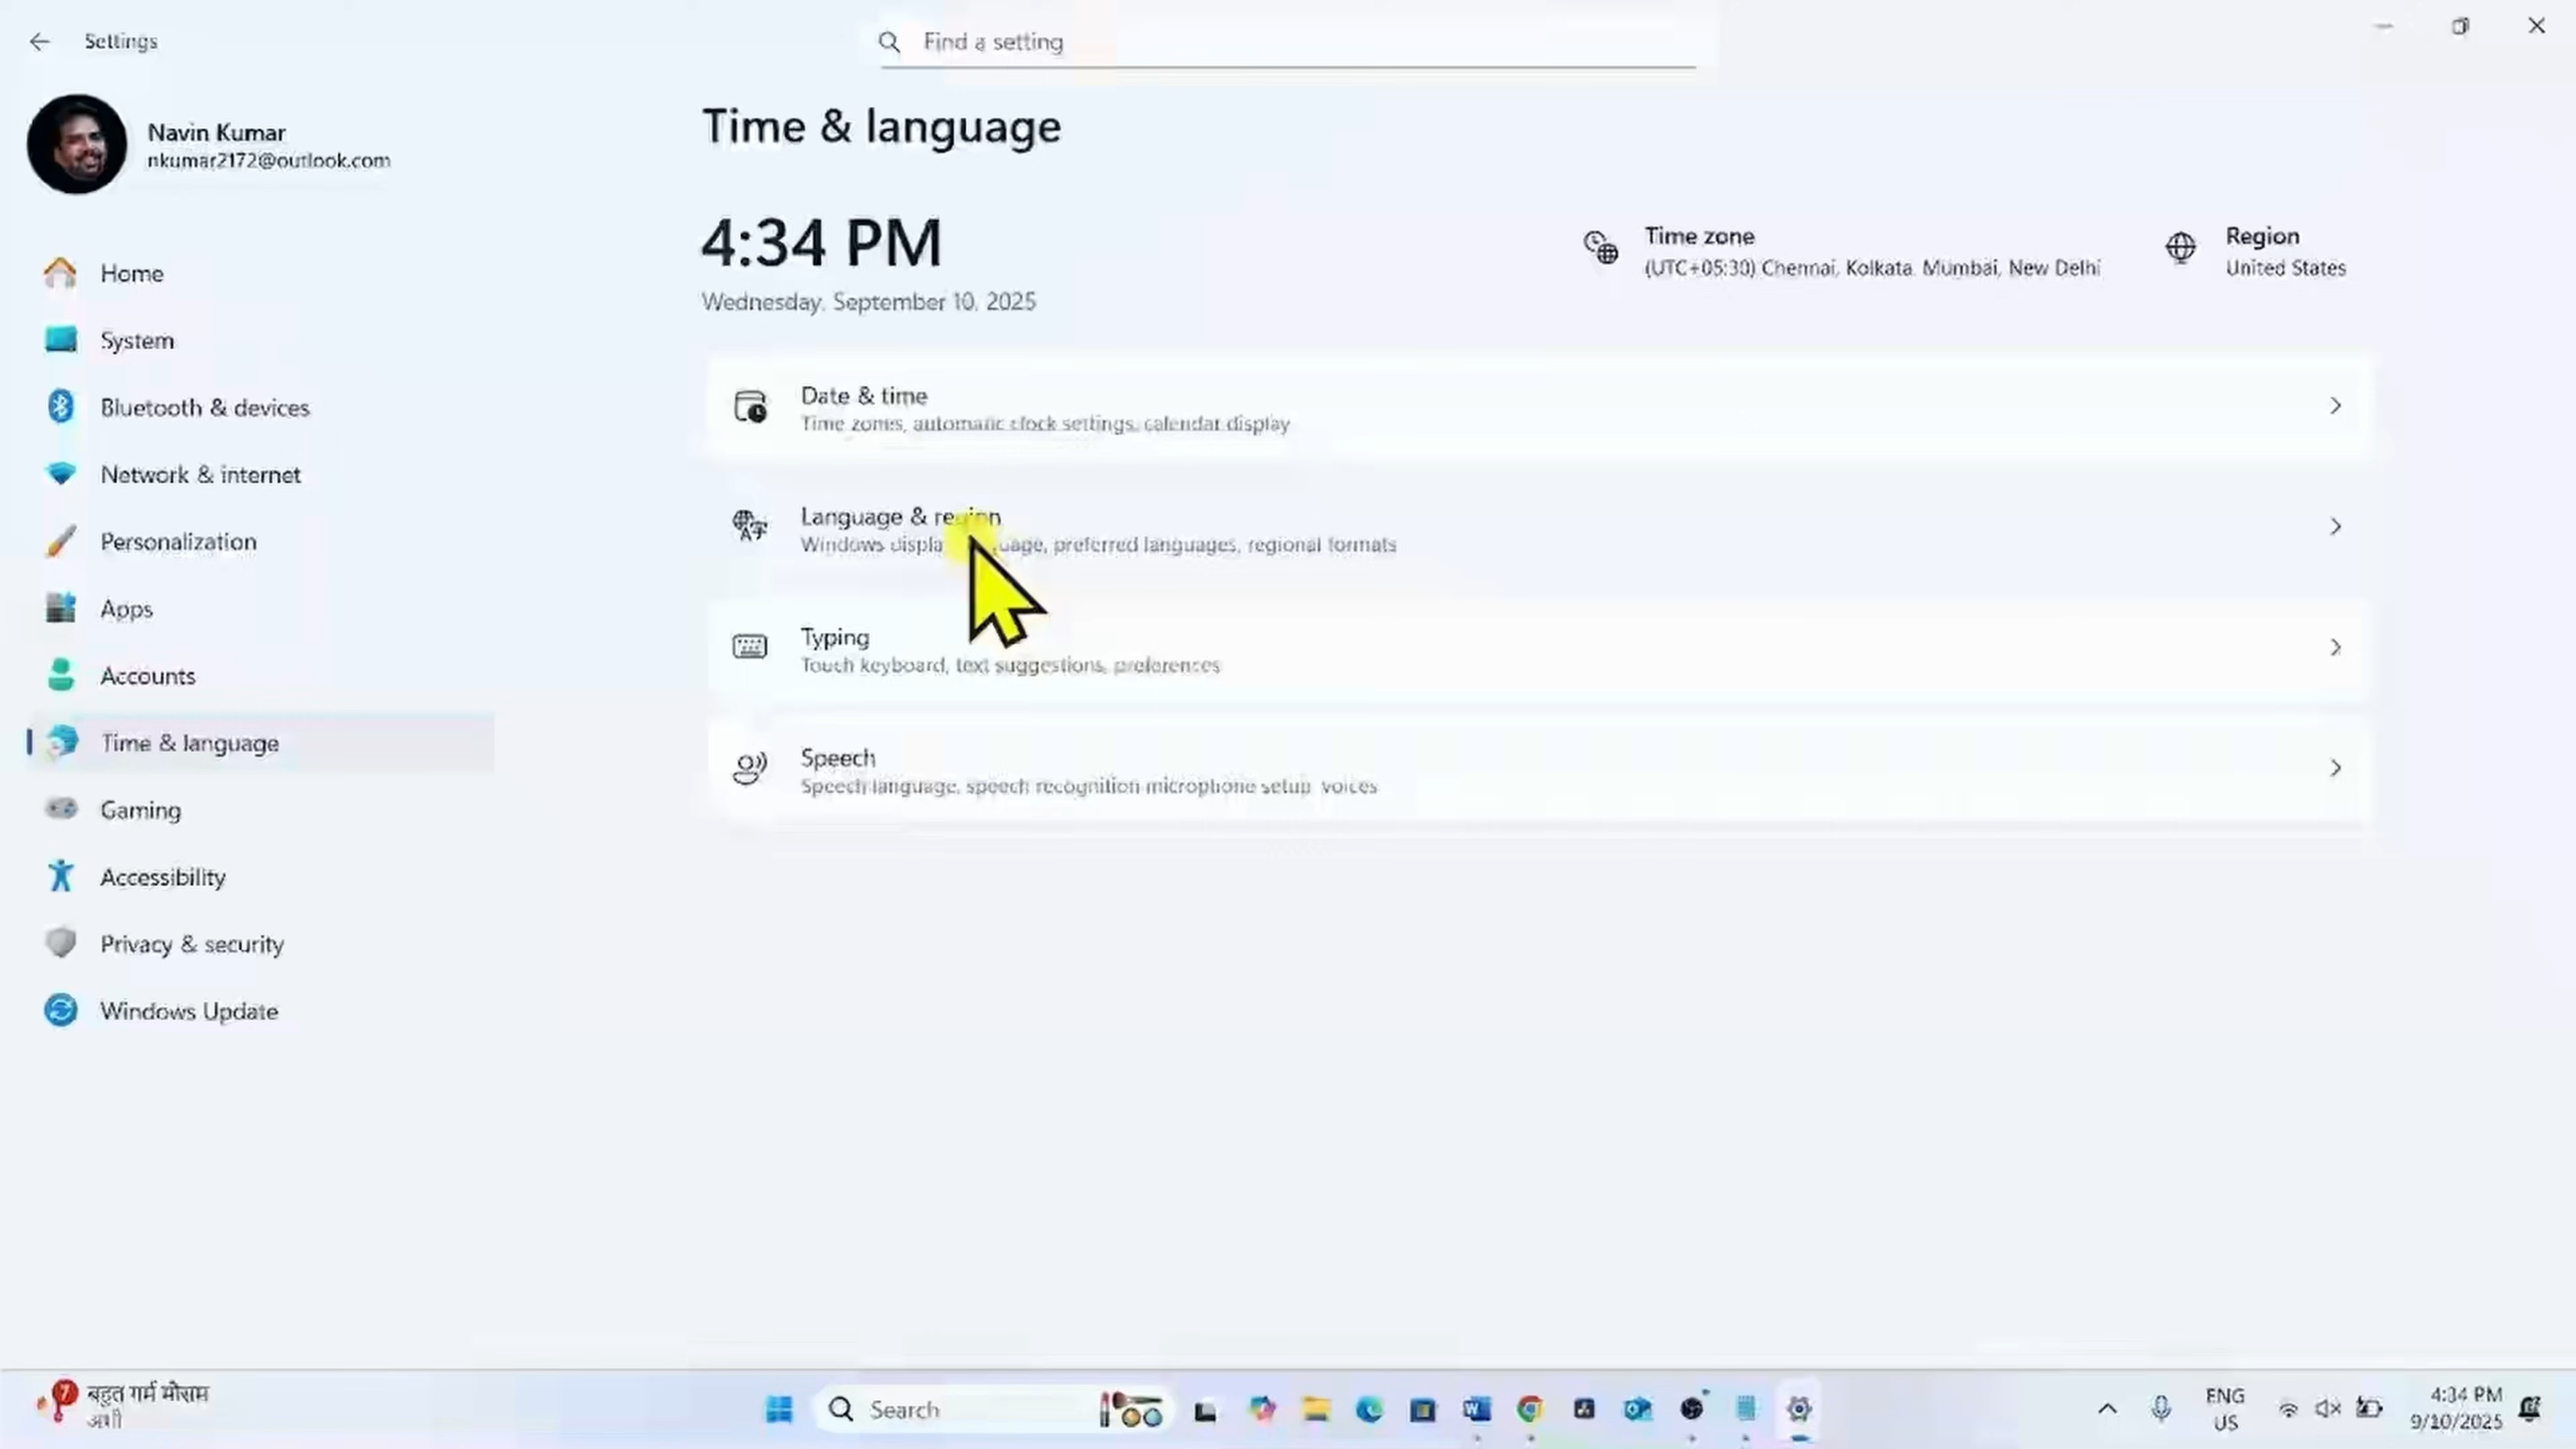 Settings
Find a setting
Navin Kumar
nkumar2172@outlook.com
Home
System
Bluetooth & devices
Network & internet
Personalization
Apps
Accounts
Time & language
Gaming
Accessibility
Privacy & security
Windows Update
Time & language
4:34 PM
Wednesday, September 10, 2025
Time zone
(UTC+05:30) Chennai, Kolkata, Mumbai, New Delhi
Region
United States
Date & time
Time zones, automatic clock settings, calendar display
Language & region
Windows display language, preferred languages, regional formats
Typing
Touch keyboard, text suggestions, preferences
Speech
Speech language, speech recognition microphone setup, voices
7
बहुत गर्म मौसम
अभी
Search
ENG
US
4:34 PM
9/10/2025